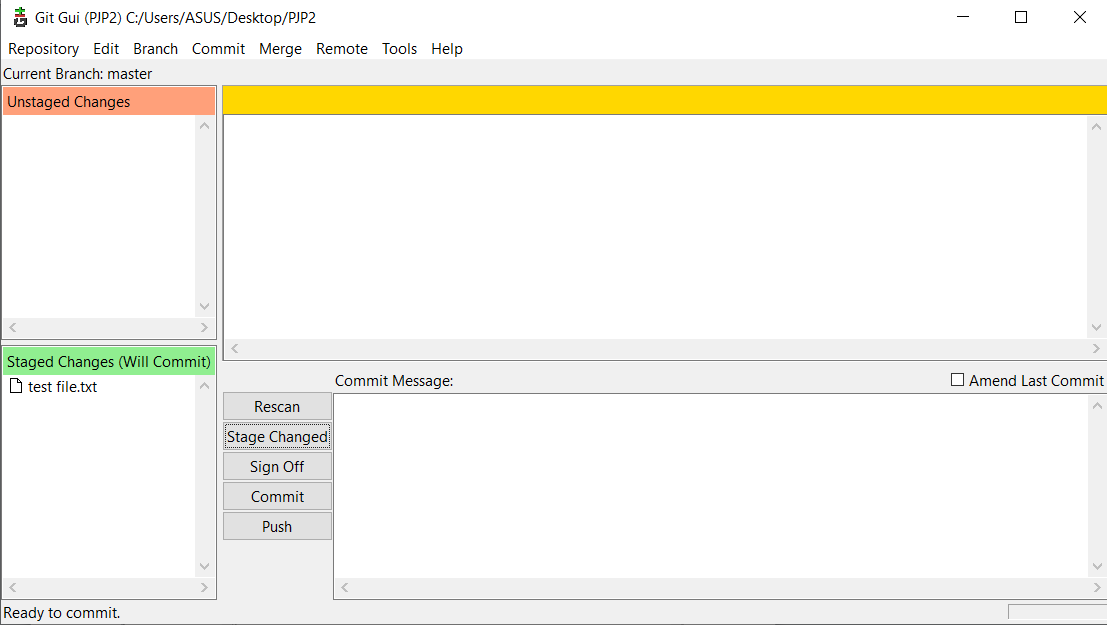 Git Gui (PJP2) C:/Users/ASUS/Desktop/PJP2
Repository Edit Branch Commit Merge Remote Tools Help
Current Branch: master
Unstaged Changes
Staged Changes (Will Commit)
test file.txt
Commit Message:
Amend Last Commit
Rescan
Stage Changed
Sign Off
Commit
Push
Ready to commit.